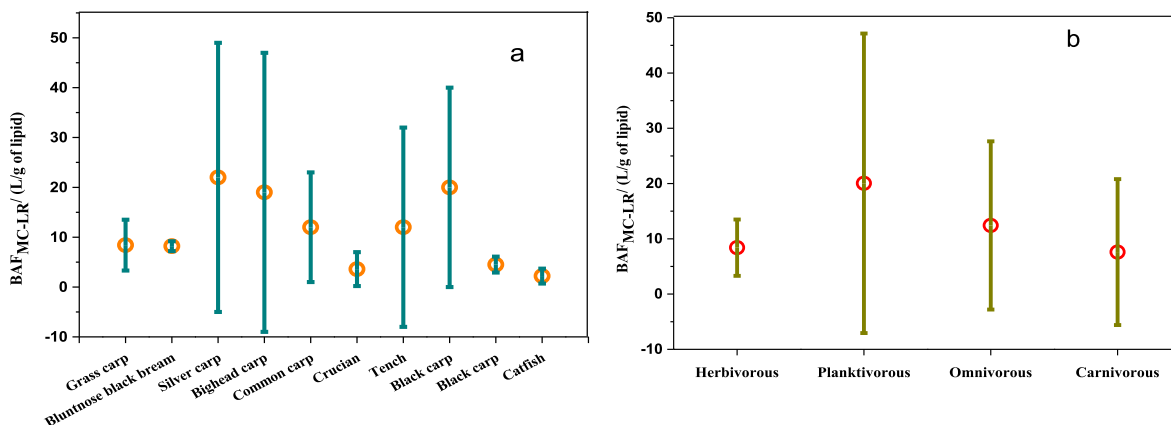 a
BAF_MC-LR/ (L/g of lipid)
50
40
30
20
10
0
-10
Grass carp
Bluntnose black bream
Silver carp
Bighead carp
Common carp
Crucian
Tench
Black carp
Black carp
Catfish
b
BAF_MC-LR/ (L/g of lipid)
50
40
30
20
10
0
-10
Herbivorous
Planktivorous
Omnivorous
Carnivorous